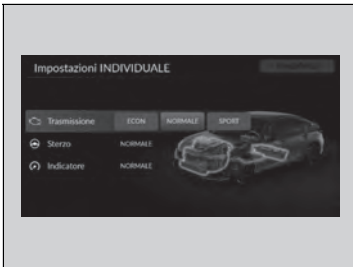 Impostazioni INDIVIDUALE
Trasmissione ECON NORMALE SPORT
Sterzo NORMALE
Indicatore NORMALE